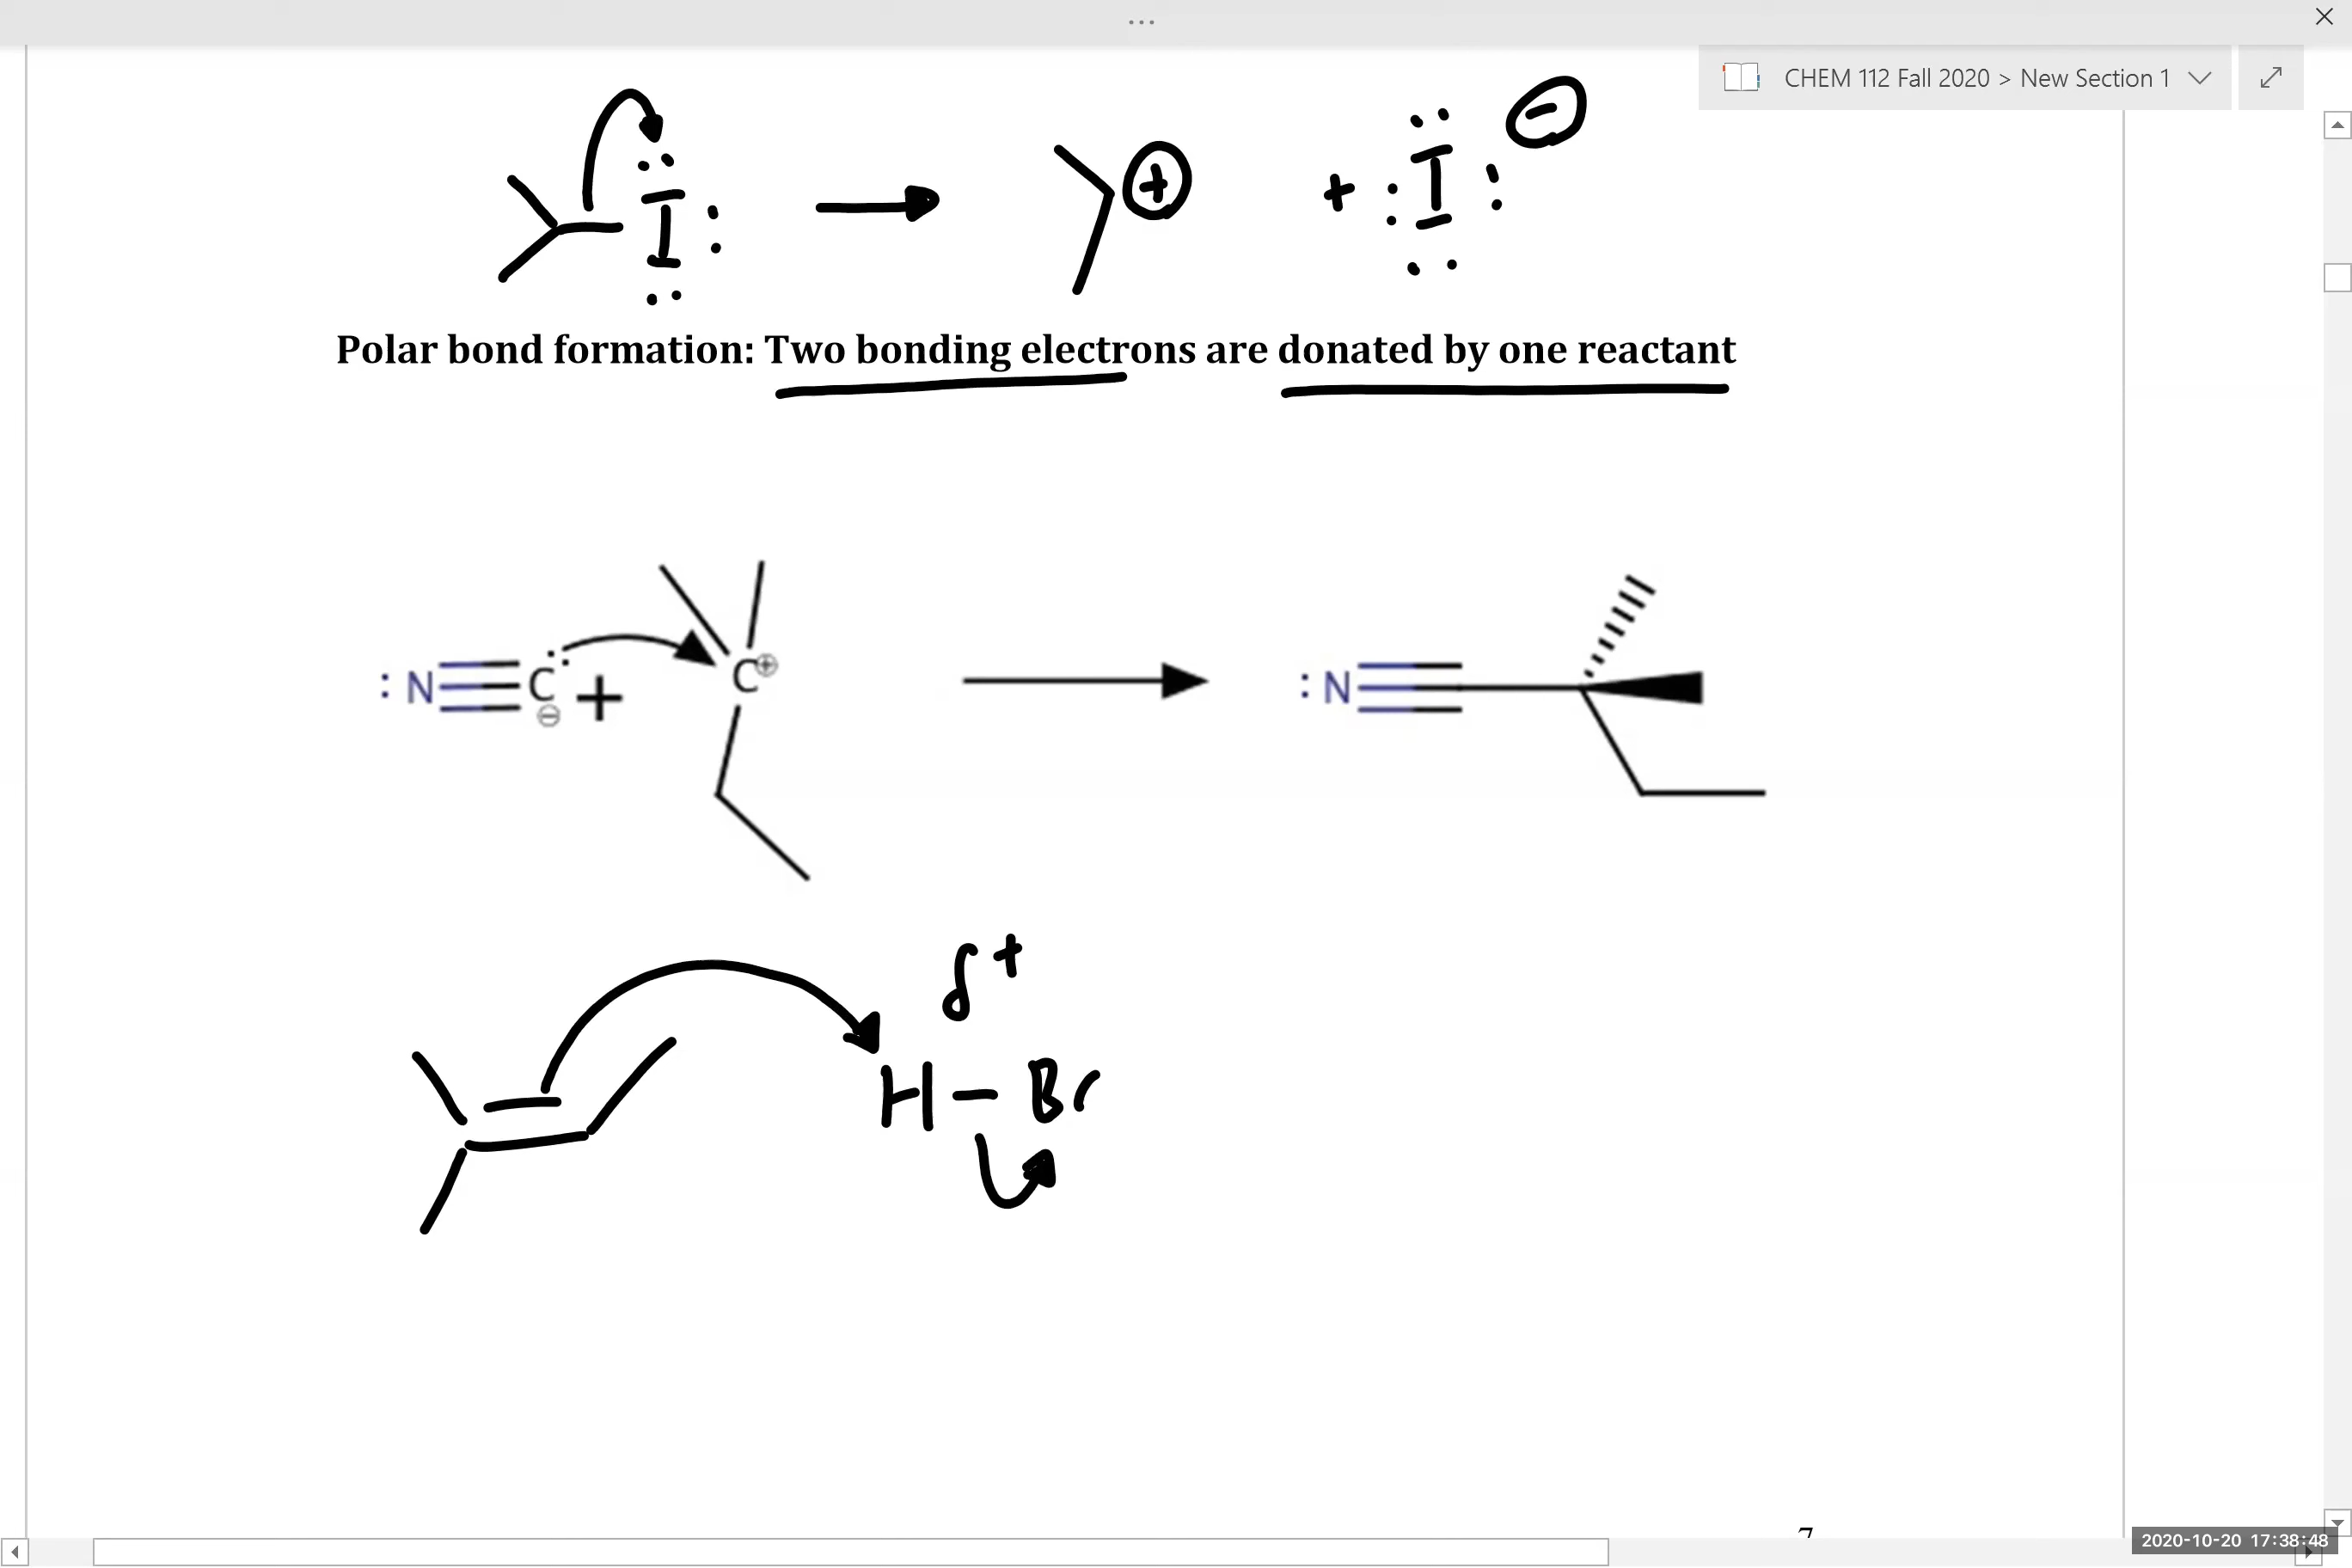 CHEM 112 Fall 2020 > New Section 1
I → ⊕ + I ⊖
Polar bond formation: Two bonding electrons are donated by one reactant
:N C: ⊖ + C⊕ → :N
δ+
H-Br
7
2020-10-20 17:38:48